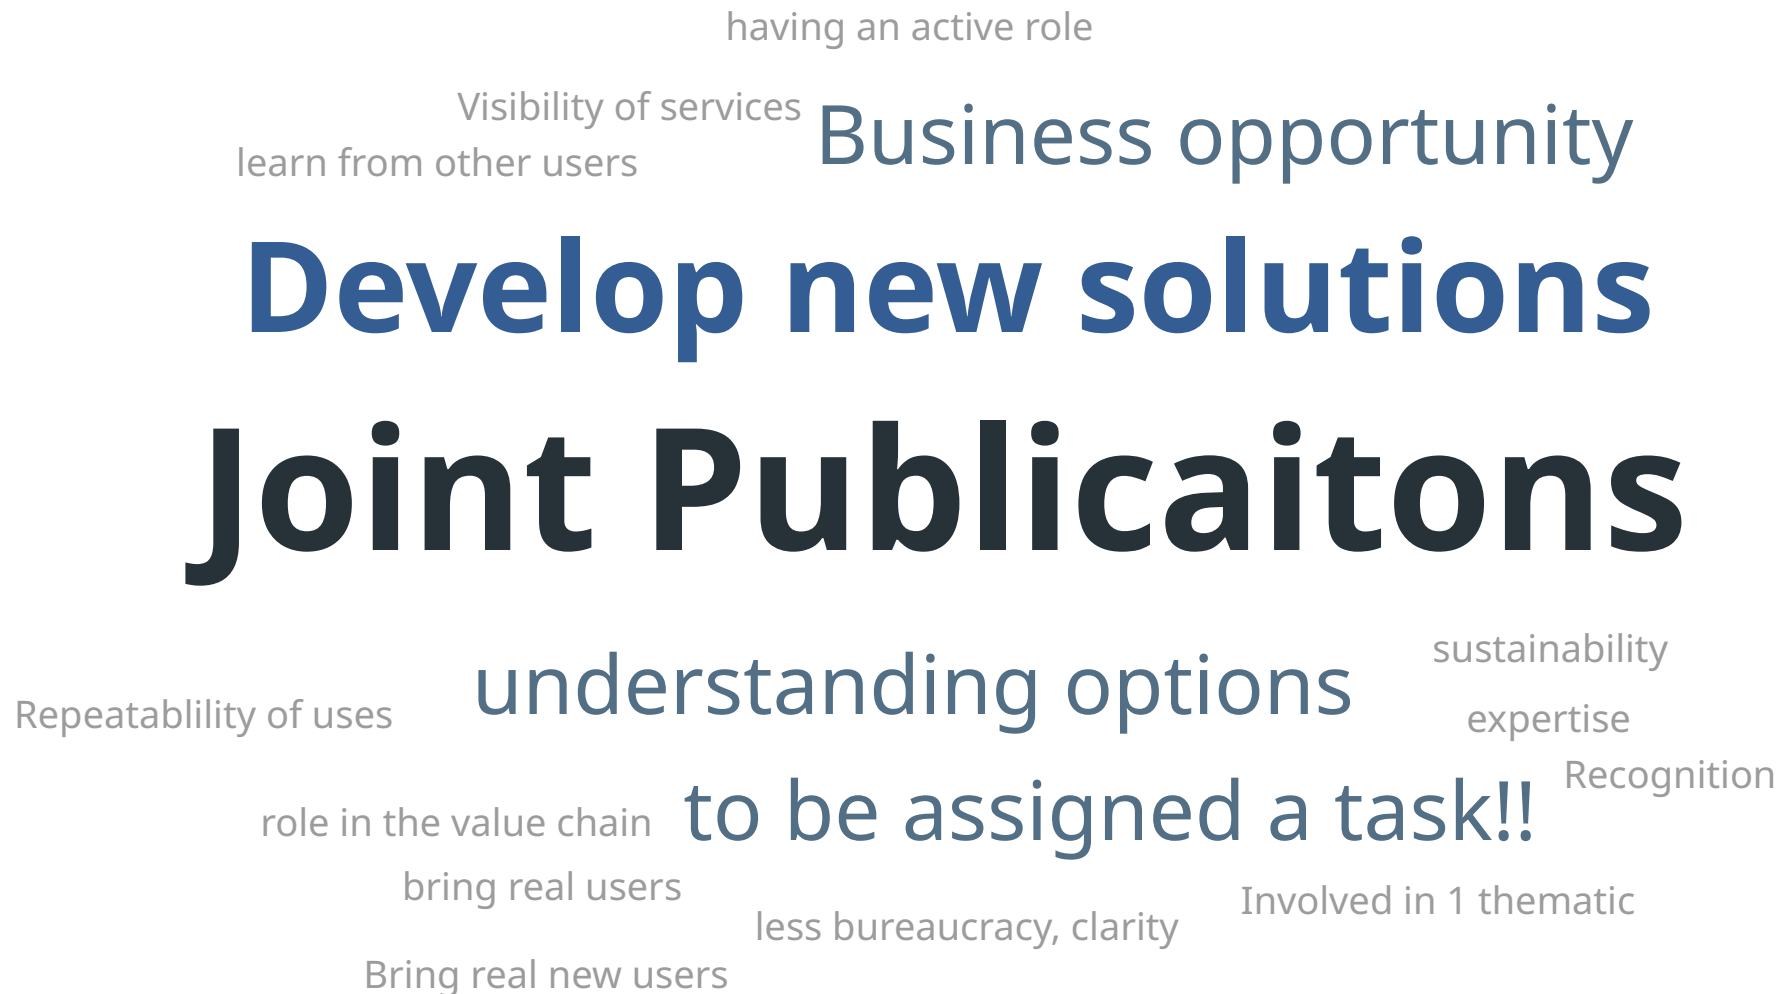 having an active role
Visibility of services
Business opportunity
learn from other users
Develop new solutions
Joint Publicaitons
sustainability
understanding options
Repeatablility of uses
expertise
Recognition
to be assigned a task!!
role in the value chain
bring real users
Involved in 1 thematic
less bureaucracy, clarity
Bring real new users